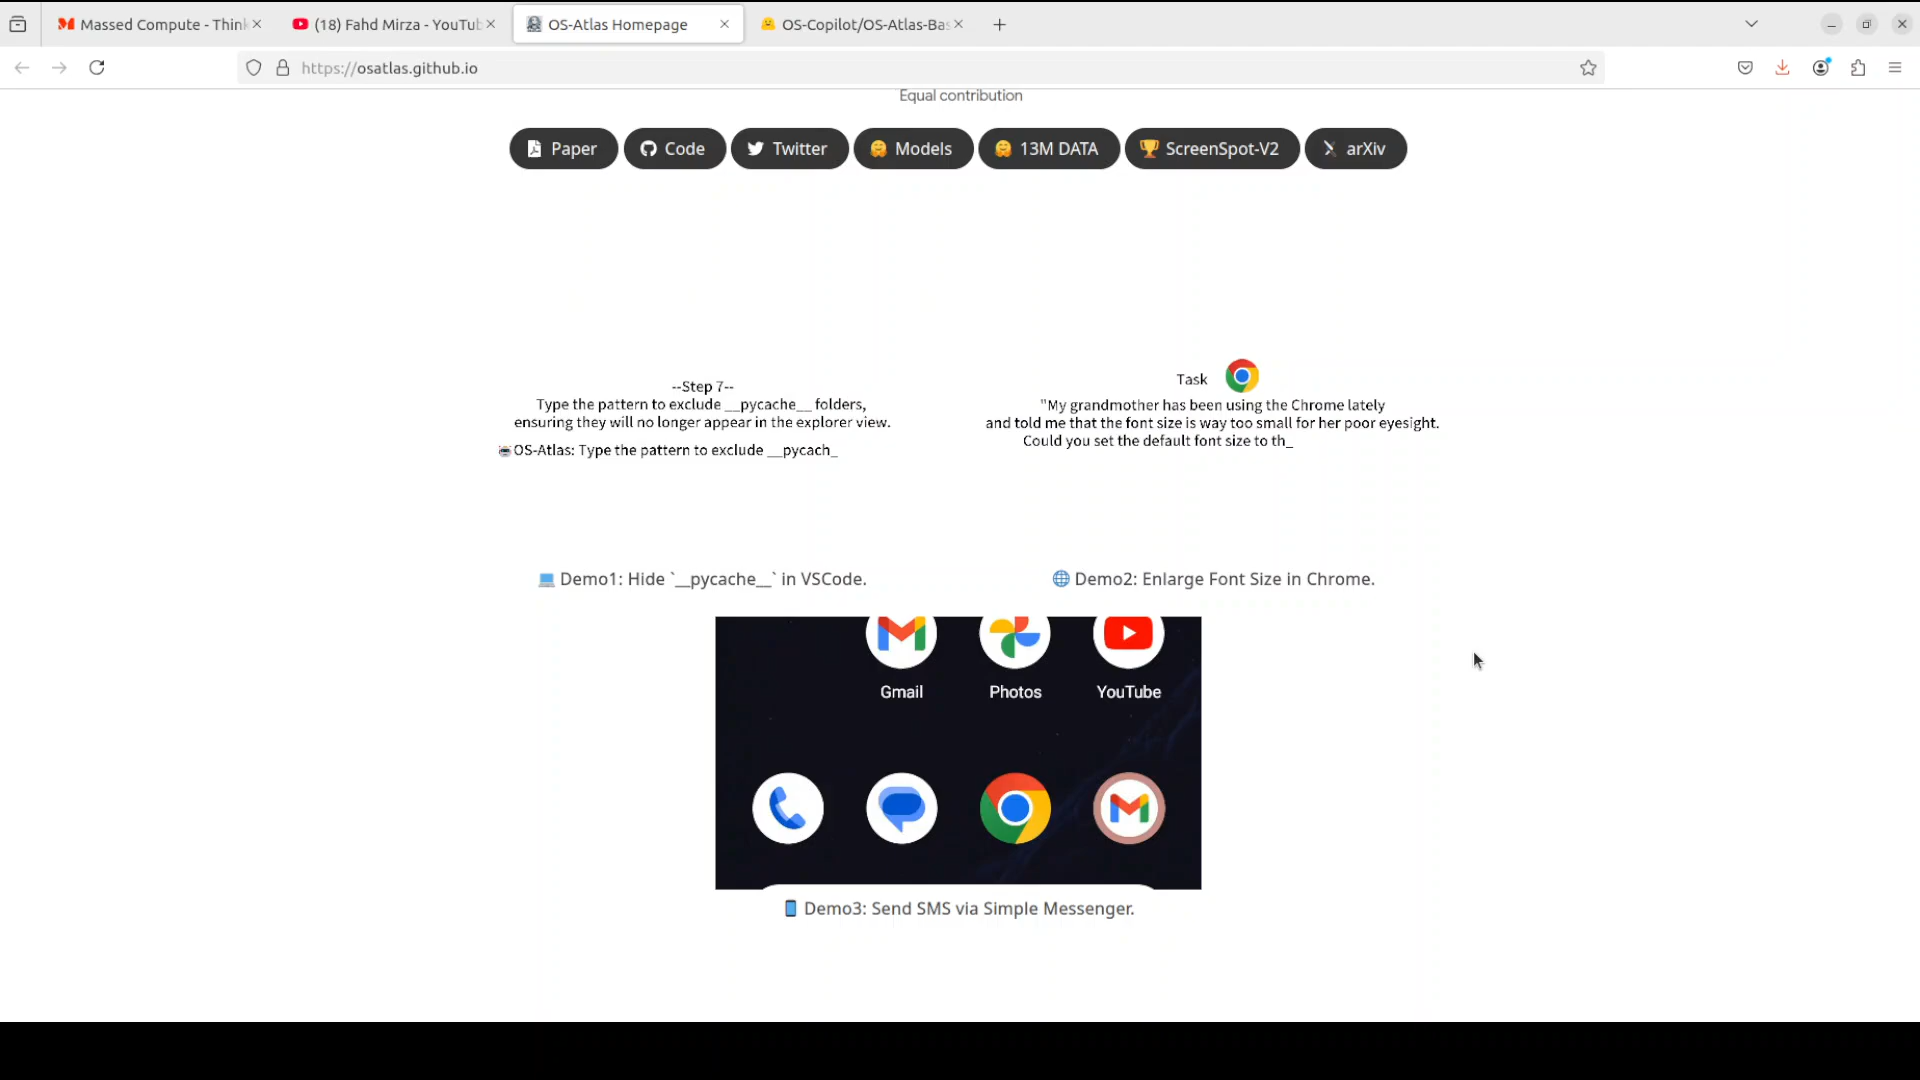 Massed Compute - Think
(18) Fahd Mirza - YouTub
OS-Atlas Homepage
OS-Copilot/OS-Atlas-Bas
https://osatlas.github.io
Equal contribution
Paper
Code
Twitter
Models
13M DATA
ScreenSpot-V2
arXiv
--Step 7--
Type the pattern to exclude __pycache__ folders,
ensuring they will no longer appear in the explorer view.
OS-Atlas: Type the pattern to exclude __pycach_
Task
"My grandmother has been using the Chrome lately
and told me that the font size is way too small for her poor eyesight.
Could you set the default font size to th_
Demo1: Hide `__pycache__` in VSCode.
Demo2: Enlarge Font Size in Chrome.
Gmail
Photos
YouTube
Demo3: Send SMS via Simple Messenger.